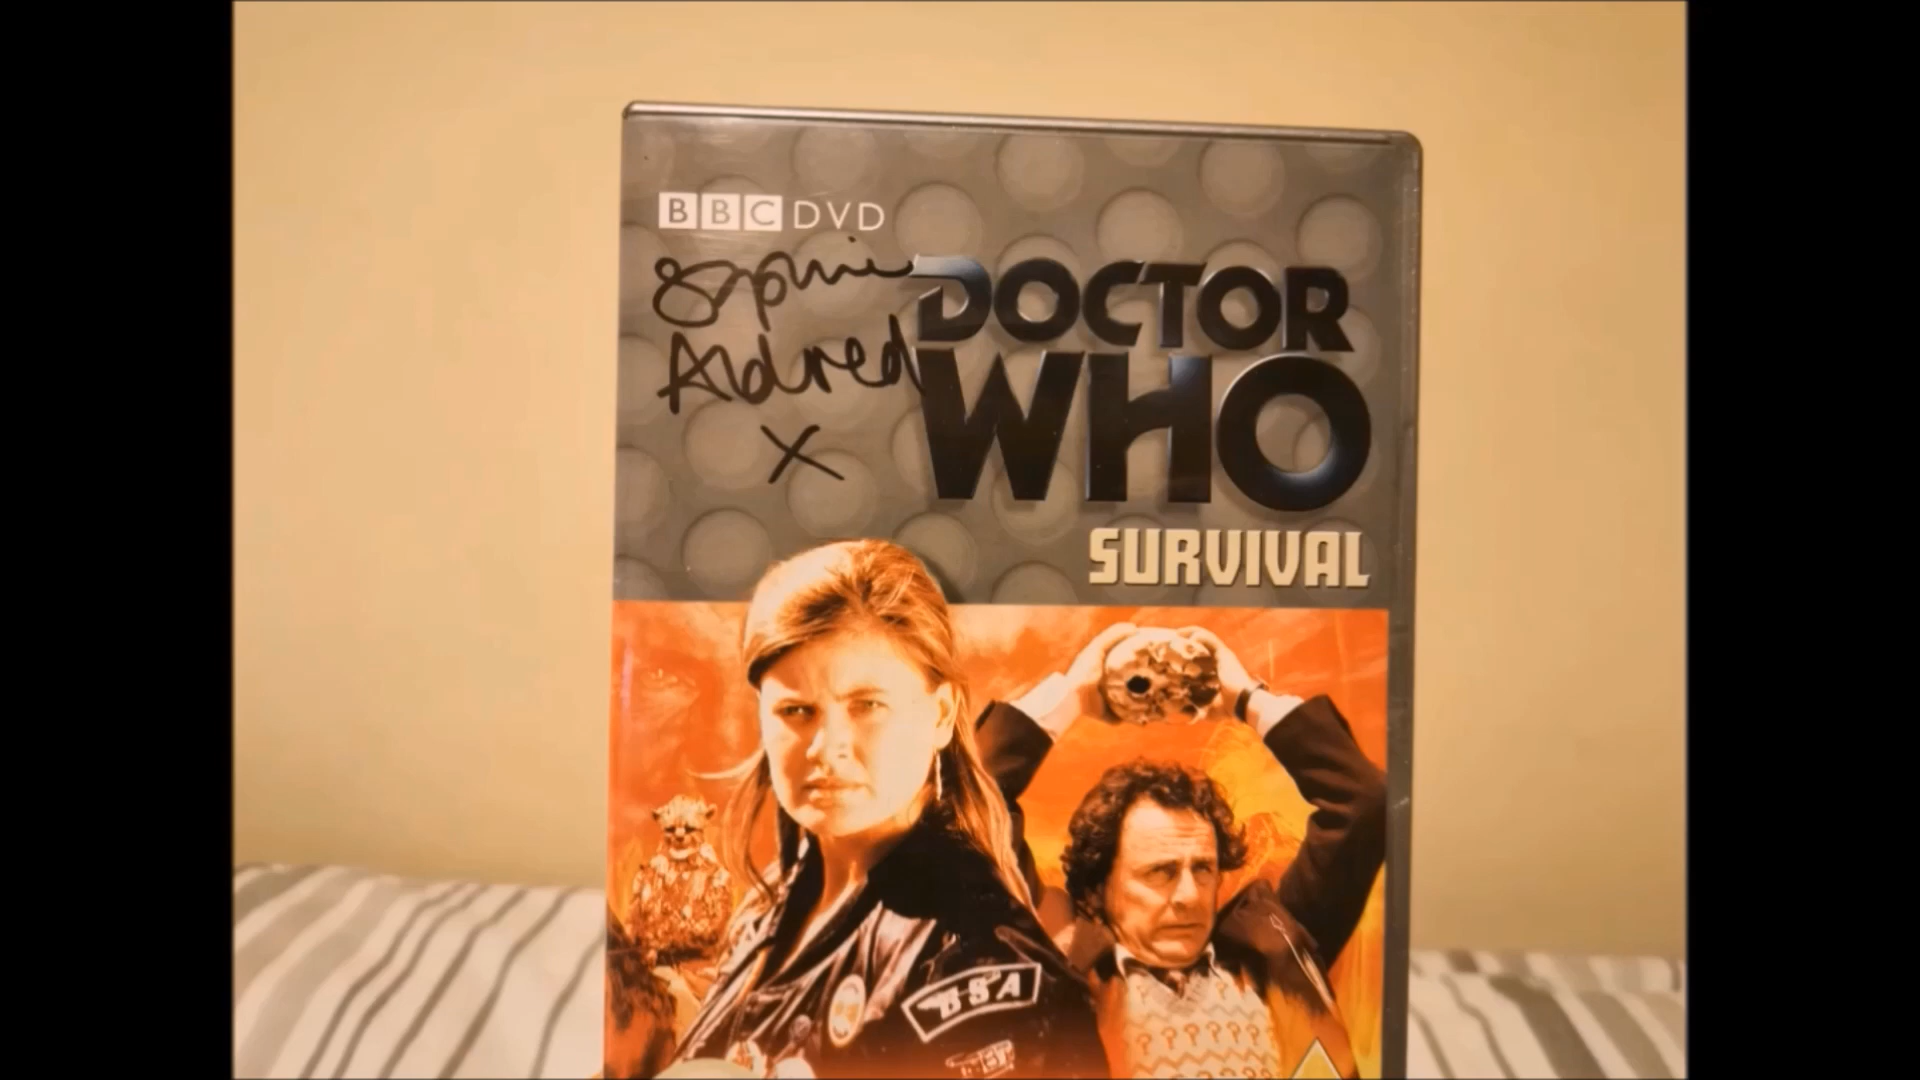 BBC DVD
Sophie
Aldred
X
DOCTOR
WHO
SURVIVAL
BSA
? ? ? ?